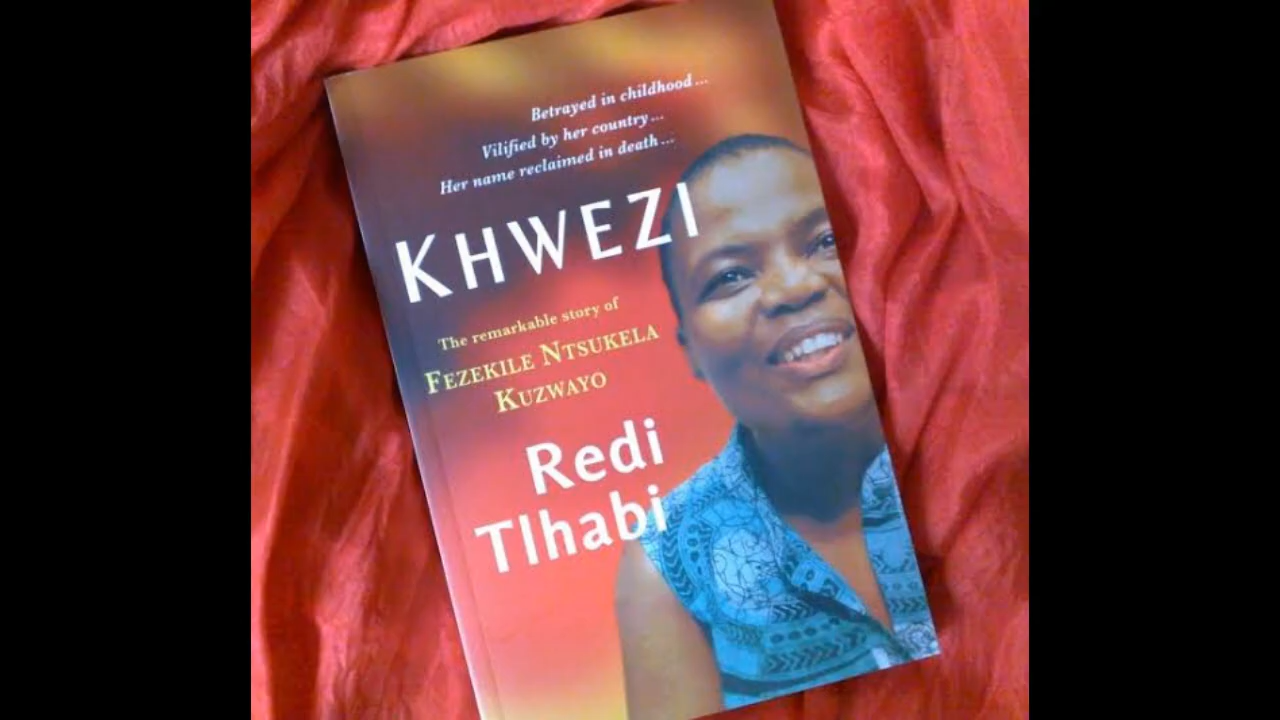 Betrayed in childhood...
Vilified by her country...
Her name reclaimed in death...
KHWEZI
The remarkable story of
FEZEKILE NTSUKELA
KUZWAYO
Redi
Tlhabi